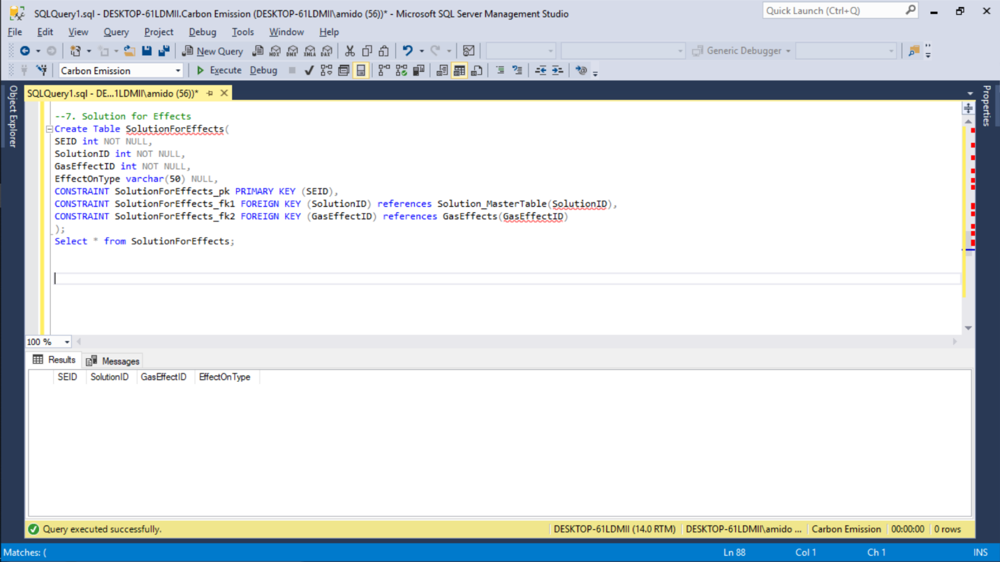 SQLQuery1.sql - DESKTOP-61LDMII.Carbon Emission (DESKTOP-61LDMII\amido (56))* - Microsoft SQL Server Management Studio
Quick Launch (Ctrl+Q)
File Edit View Query Project Debug Tools Window Help
New Query
MDX DMX XMLA DAX
Generic Debugger
Carbon Emission
Execute Debug
Object Explorer
SQLQuery1.sql - DE...1LDMII\amido (56))*
Properties
--7. Solution for Effects
Create Table SolutionForEffects(
SEID int NOT NULL,
SolutionID int NOT NULL,
GasEffectID int NOT NULL,
EffectOnType varchar(50) NULL,
CONSTRAINT SolutionForEffects_pk PRIMARY KEY (SEID),
CONSTRAINT SolutionForEffects_fk1 FOREIGN KEY (SolutionID) references Solution_MasterTable(SolutionID),
CONSTRAINT SolutionForEffects_fk2 FOREIGN KEY (GasEffectID) references GasEffects(GasEffectID)
);
Select * from SolutionForEffects;
100 %
Results Messages
SEID SolutionID GasEffectID EffectOnType
Query executed successfully.
DESKTOP-61LDMII (14.0 RTM) DESKTOP-61LDMII\amido ... Carbon Emission 00:00:00 0 rows
Matches: (
Ln 88 Col 1 Ch 1 INS